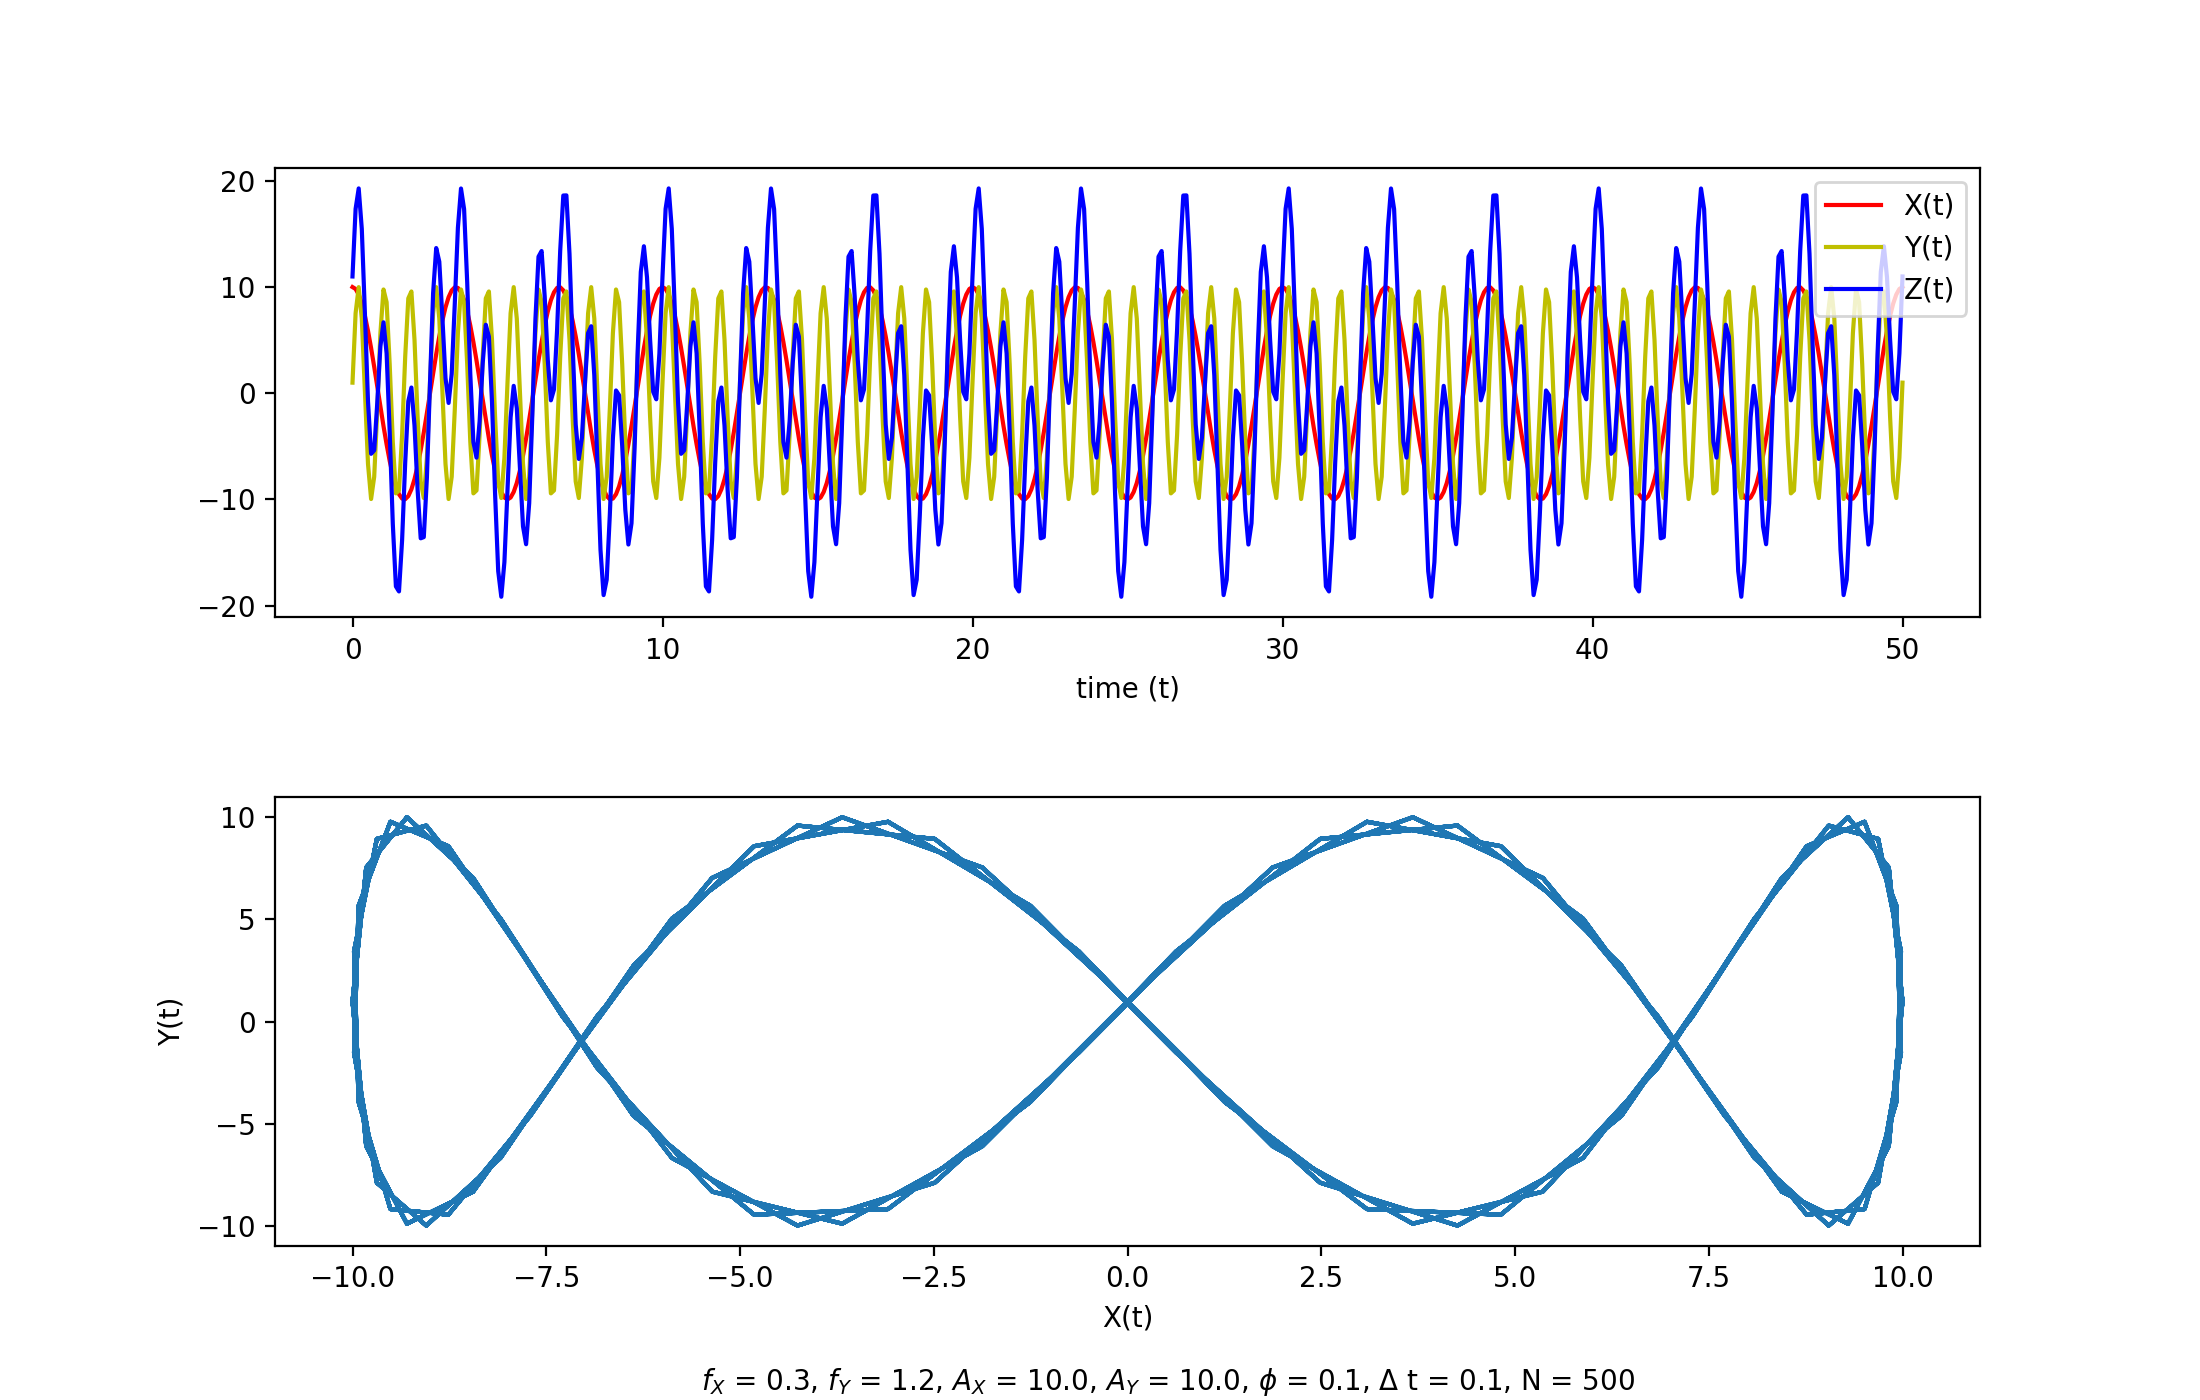 20
10
0
−10
−20
X(t)
Y(t)
Z(t)
0 10 20 30 40 50
time (t)
10
5
0
−5
−10
Y(t)
−10.0 −7.5 −5.0 −2.5 0.0 2.5 5.0 7.5 10.0
X(t)
f_X = 0.3, f_Y = 1.2, A_X = 10.0, A_Y = 10.0, ϕ = 0.1, Δ t = 0.1, N = 500